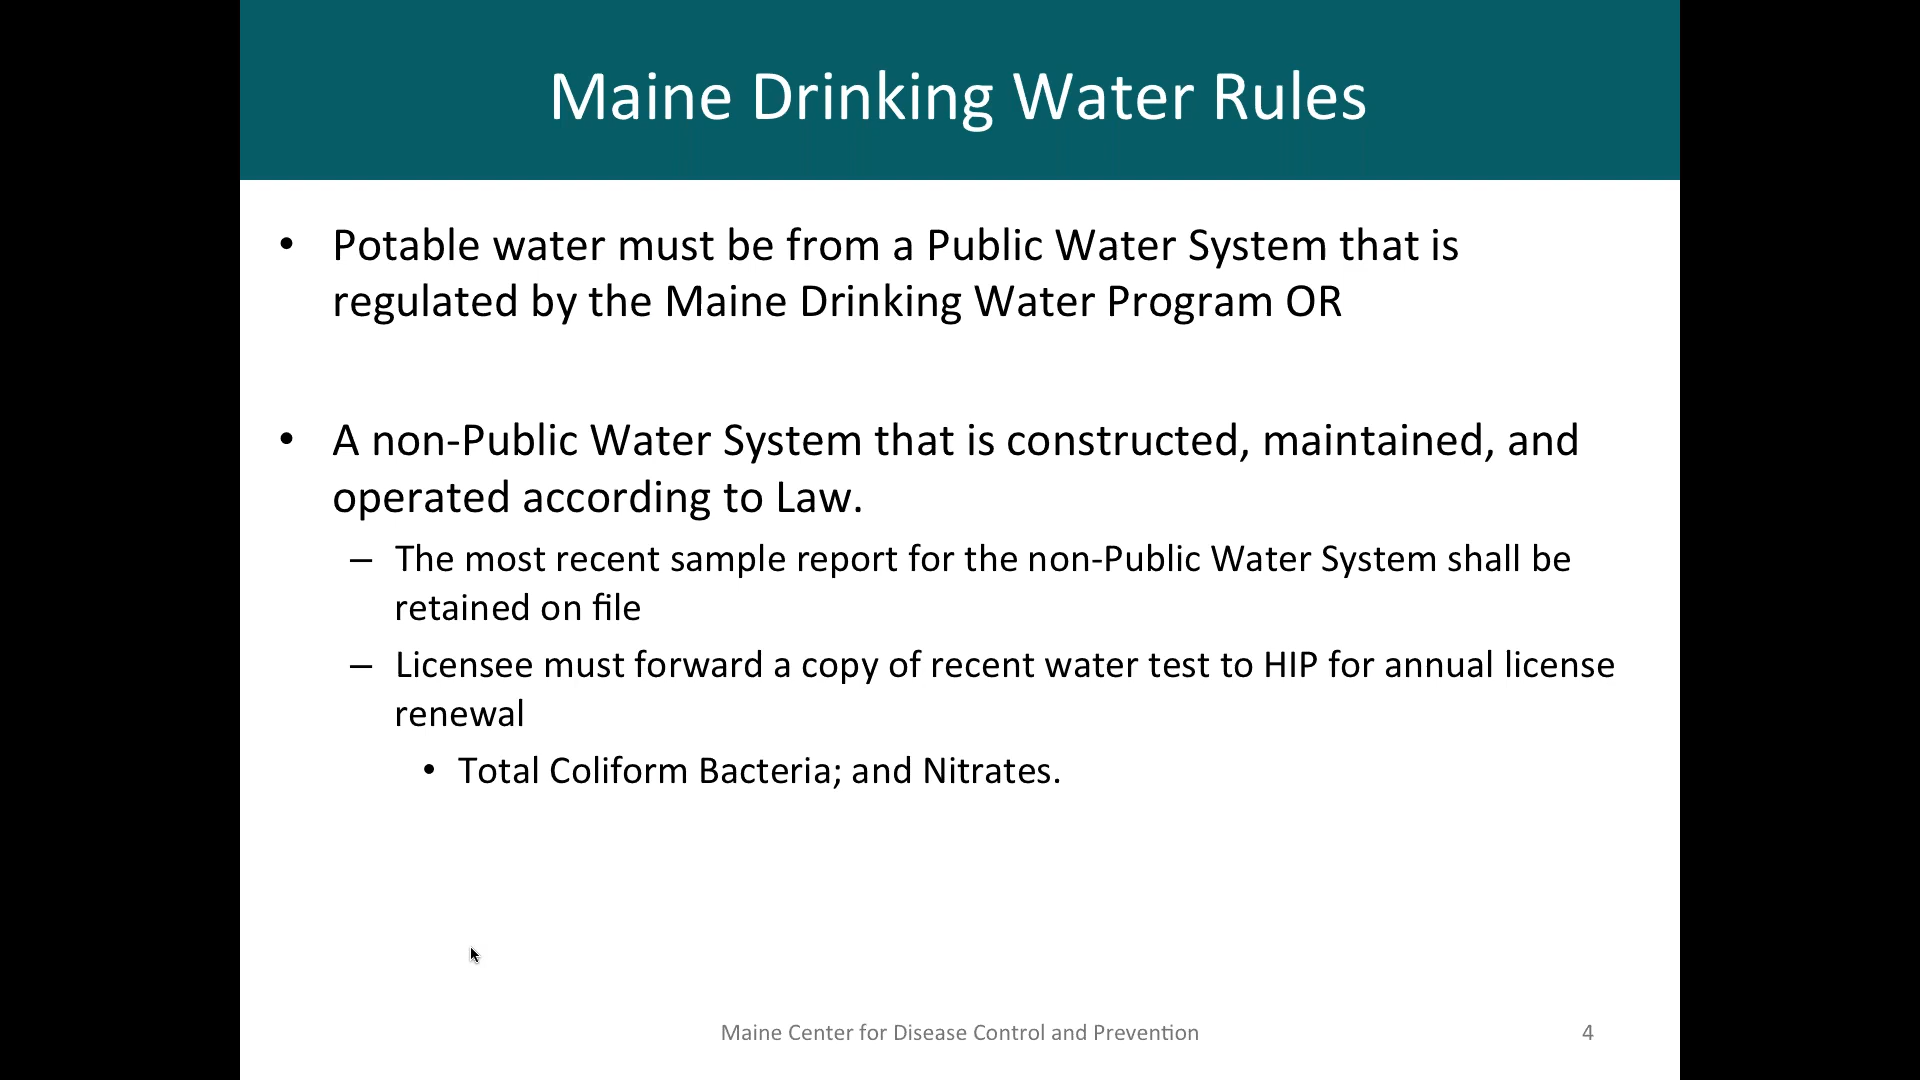 Maine Drinking Water Rules
• Potable water must be from a Public Water System that is
regulated by the Maine Drinking Water Program OR
• A non-Public Water System that is constructed, maintained, and
operated according to Law.
– The most recent sample report for the non-Public Water System shall be
retained on file
– Licensee must forward a copy of recent water test to HIP for annual license
renewal
• Total Coliform Bacteria; and Nitrates.
Maine Center for Disease Control and Prevention
4